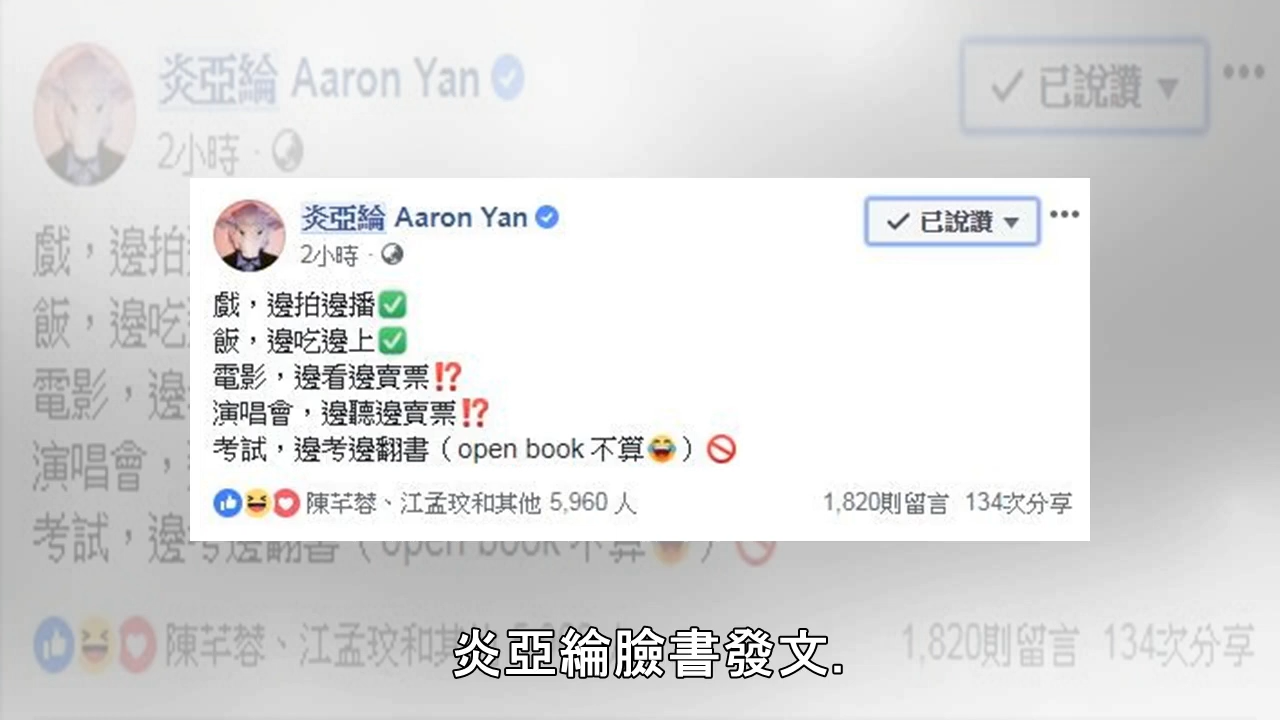 炎亞綸 Aaron Yan
已說讚
2小時
戲，邊拍邊播✅
飯，邊吃邊上✅
電影，邊看邊賣票⁉️
演唱會，邊聽邊賣票⁉️
考試，邊考邊翻書（open book 不算😂）🚫
陳芊蓉、江孟玟和其他 5,960 人
1,820則留言 134次分享
炎亞綸臉書發文.